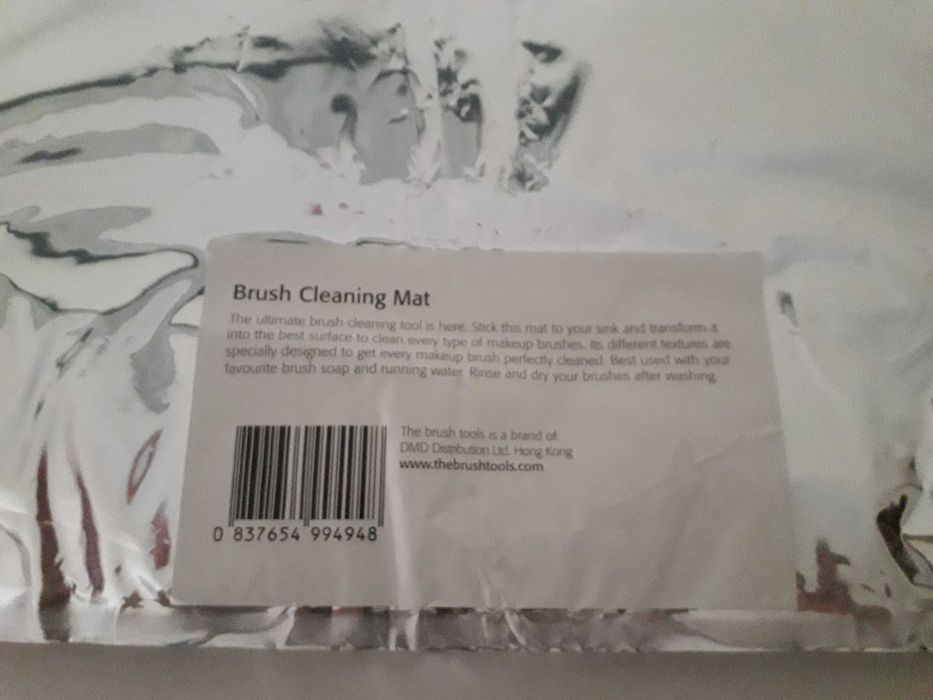 Brush Cleaning Mat
The ultimate brush cleaning tool is here. Stick this mat to your sink and transform it
into the best surface to clean every type of makeup brushes. Its different textures are
specially designed to get every makeup brush perfectly cleaned. Best used with your
favourite brush soap and running water. Rinse and dry your brushes after washing.
The brush tools is a brand of
DMD Distribution Ltd. Hong Kong
www.thebrushtools.com
0 837654 994948